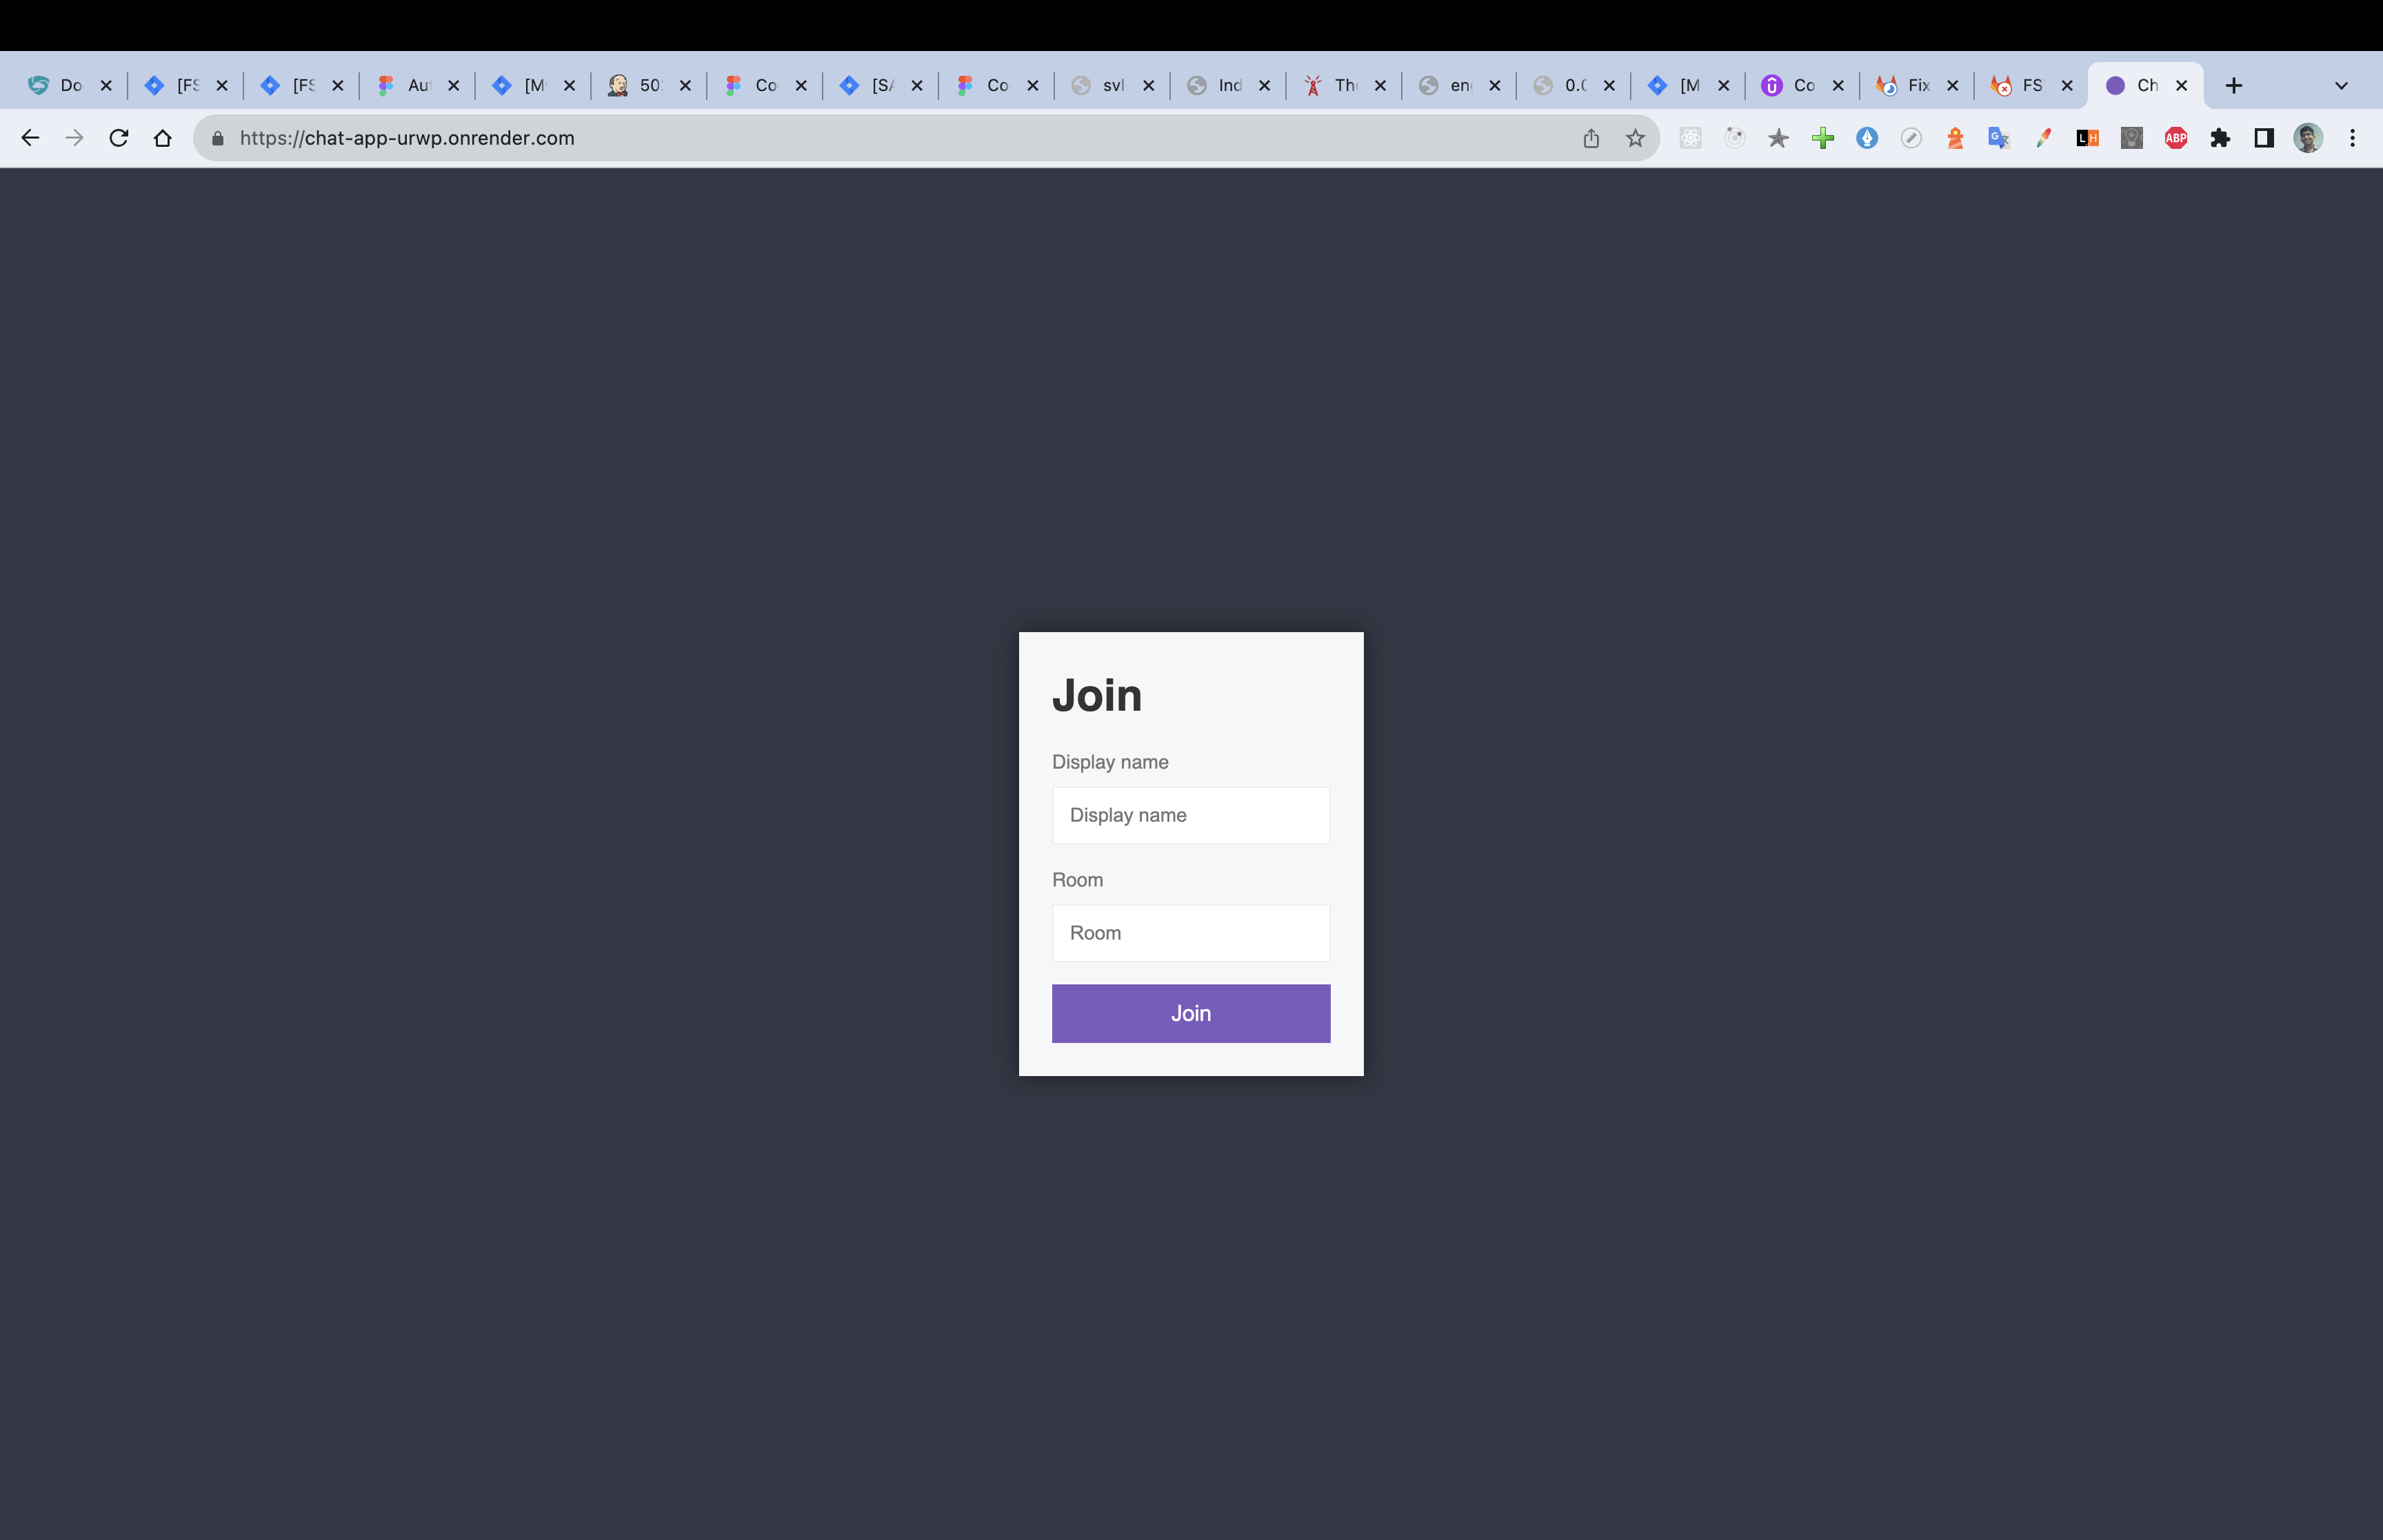 Do [FS [FS Au [M 50 Co [S Co svl Ind Th en 0.0 [M Co Fix FS Ch
https://chat-app-urwp.onrender.com
ABP
Join
Display name
Display name
Room
Room
Join